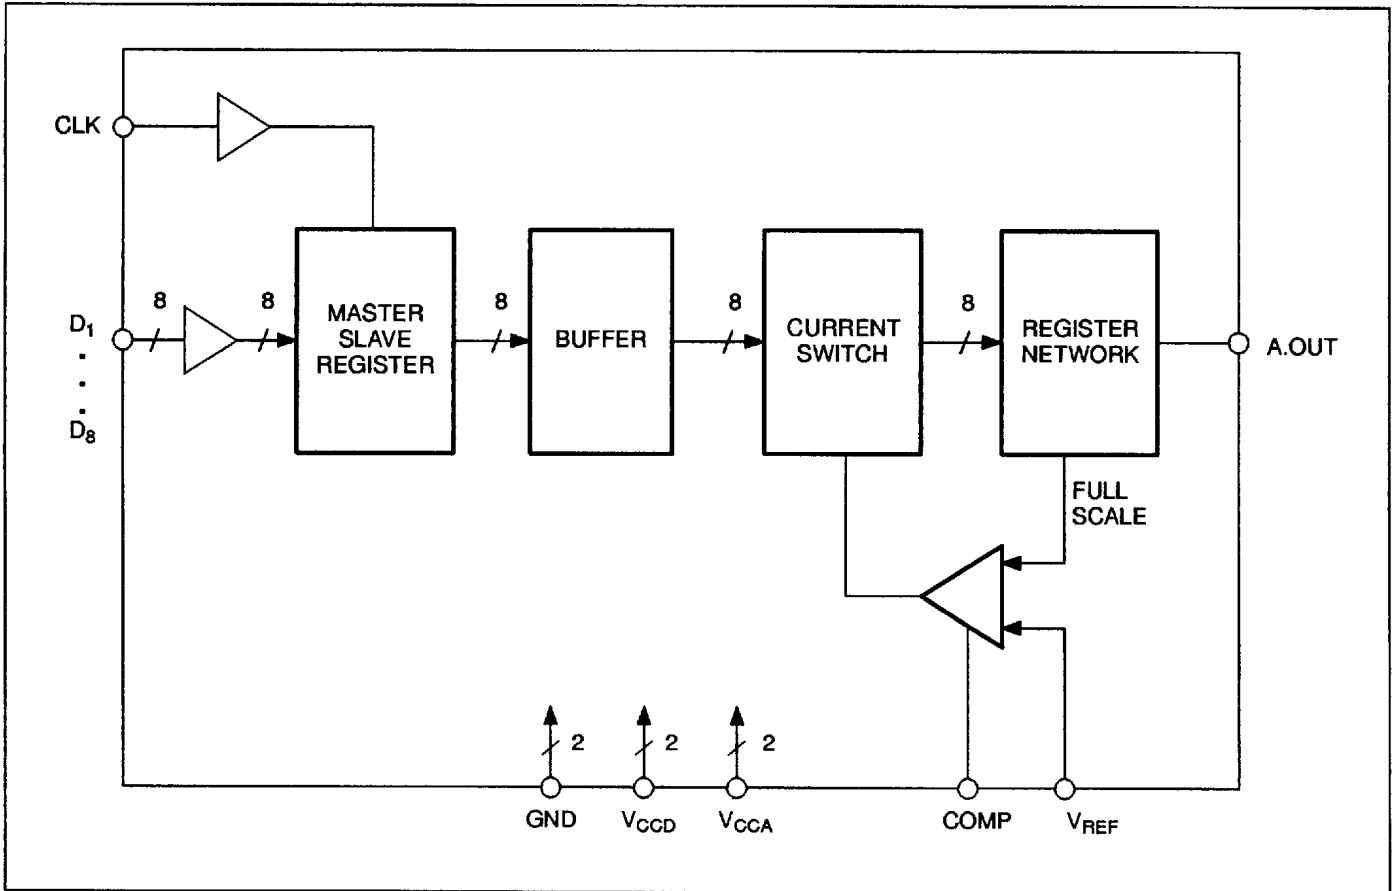 CLK
8
8
8
8
8
D1
D8
MASTER
SLAVE
REGISTER
BUFFER
CURRENT
SWITCH
REGISTER
NETWORK
A.OUT
FULL
SCALE
2
2
2
GND
VCCD
VCCA
COMP
VREF